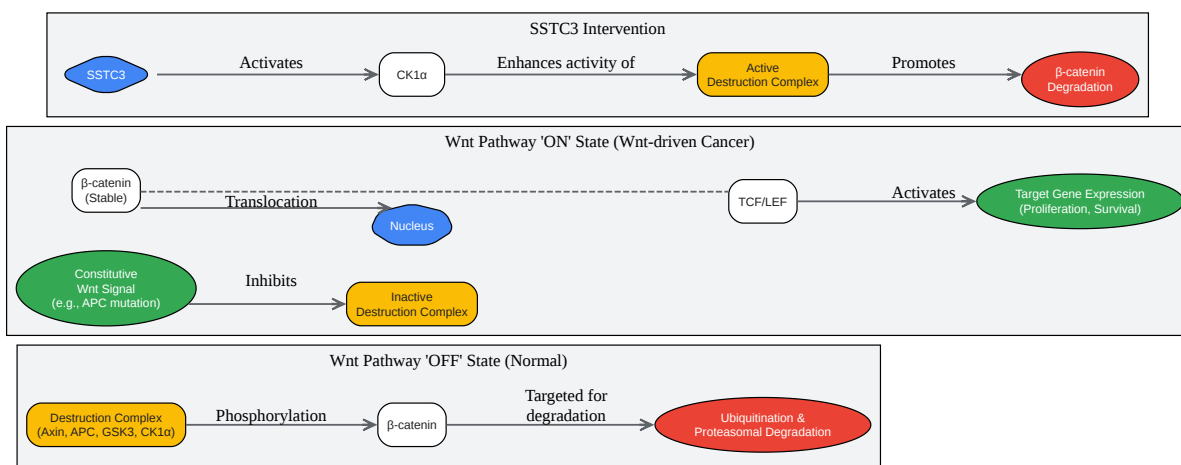 SSTC3 Intervention
SSTC3
Activates
CK1α
Enhances activity of
Active
Destruction Complex
Promotes
β-catenin
Degradation
Wnt Pathway 'ON' State (Wnt-driven Cancer)
β-catenin
(Stable)
Translocation
Nucleus
TCF/LEF
Activates
Target Gene Expression
(Proliferation, Survival)
Constitutive
Wnt Signal
(e.g., APC mutation)
Inhibits
Inactive
Destruction Complex
Wnt Pathway 'OFF' State (Normal)
Destruction Complex
(Axin, APC, GSK3, CK1α)
Phosphorylation
β-catenin
Targeted for
degradation
Ubiquitination &
Proteasomal Degradation